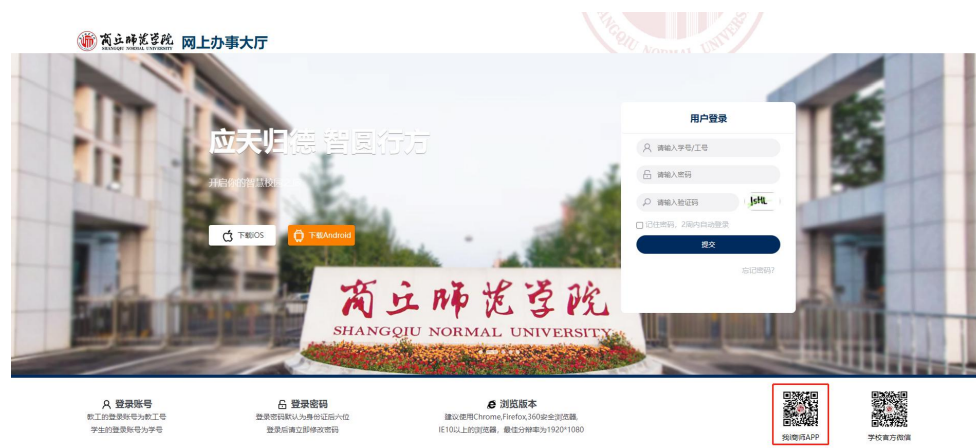 商丘师范学院 网上办事大厅
SHANGQIU NORMAL UNIVERSITY
应天归德 智圆行方
下载iOS
下载Android
用户登录
请输入学号/工号
请输入密码
请输入验证码
记住密码，2周内自动登录
提交
忘记密码?
商丘师范学院
SHANGQIU NORMAL UNIVERSITY
登录账号
教工的登录账号为教工号
学生的登录账号为学号
登录密码
登录密码默认为身份证后六位
登录后请立即修改密码
浏览版本
建议使用Chrome,Firefox,360安全浏览器,
IE10以上的浏览器，最佳分辩率为1920*1080
我i商师APP
学校官方微信